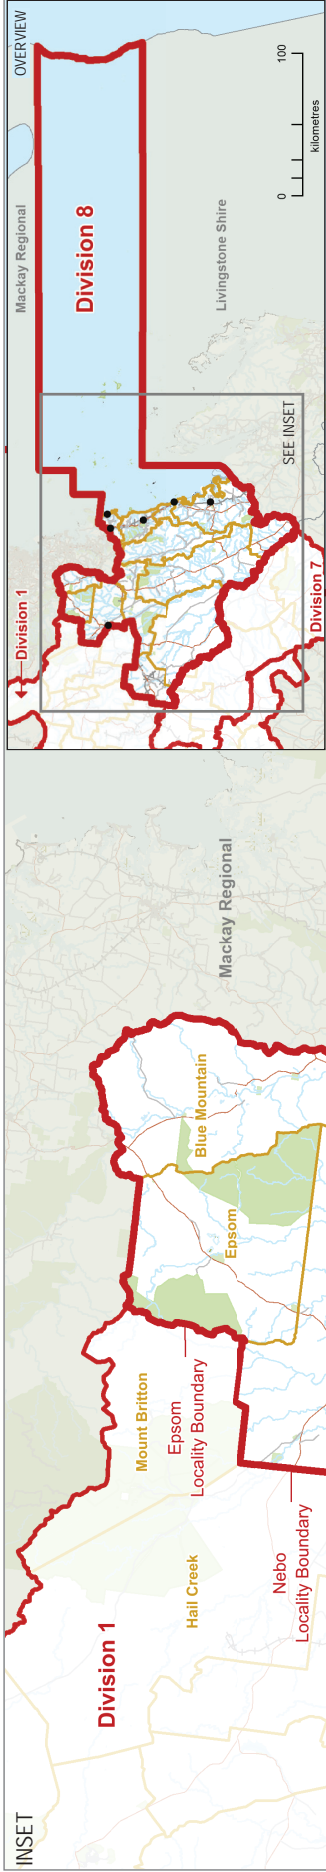 INSET
Division 1
Hail Creek
Mount Britton
Nebo
Locality Boundary
Epsom
Locality Boundary
Epsom
Blue Mountain
Mackay Regional
OVERVIEW
Division 1
Mackay Regional
Division 8
Livingstone Shire
Division 7
SEE INSET
0
100
kilometres